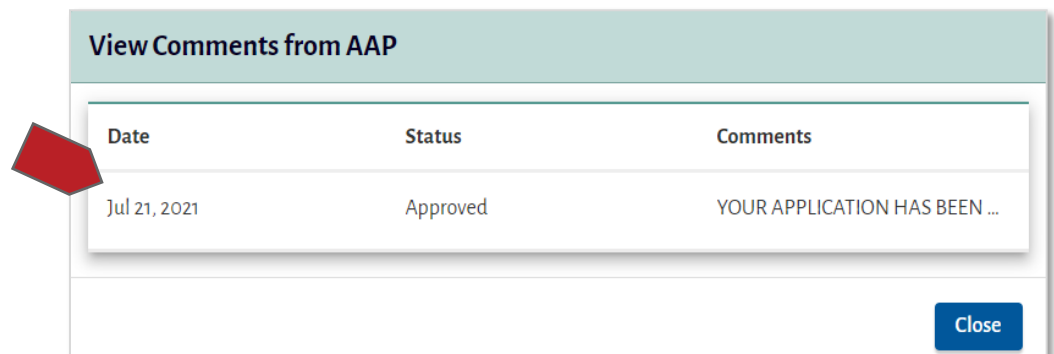 View Comments from AAP
Date Status Comments
Jul 21, 2021 Approved YOUR APPLICATION HAS BEEN ...
Close